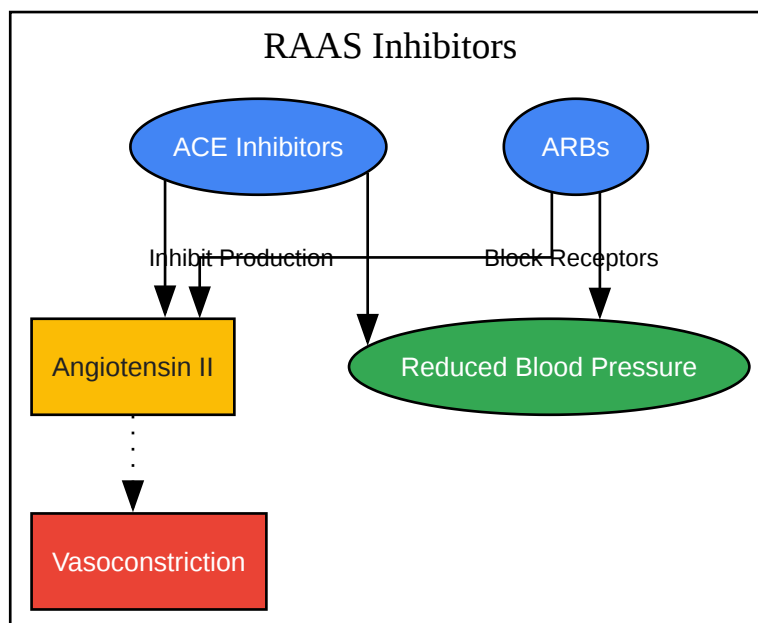 RAAS Inhibitors
ACE Inhibitors
ARBs
Inhibit Production
Block Receptors
Angiotensin II
Reduced Blood Pressure
Vasoconstriction